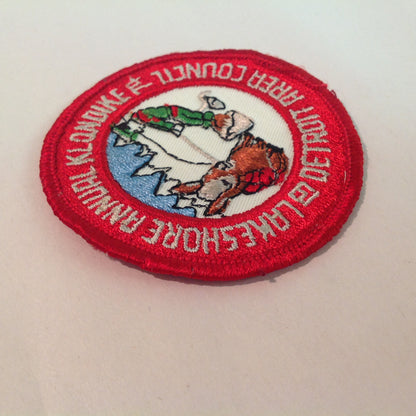 LAKESHORE ANNUAL KLONDIKE
DETROIT AREA COUNCIL